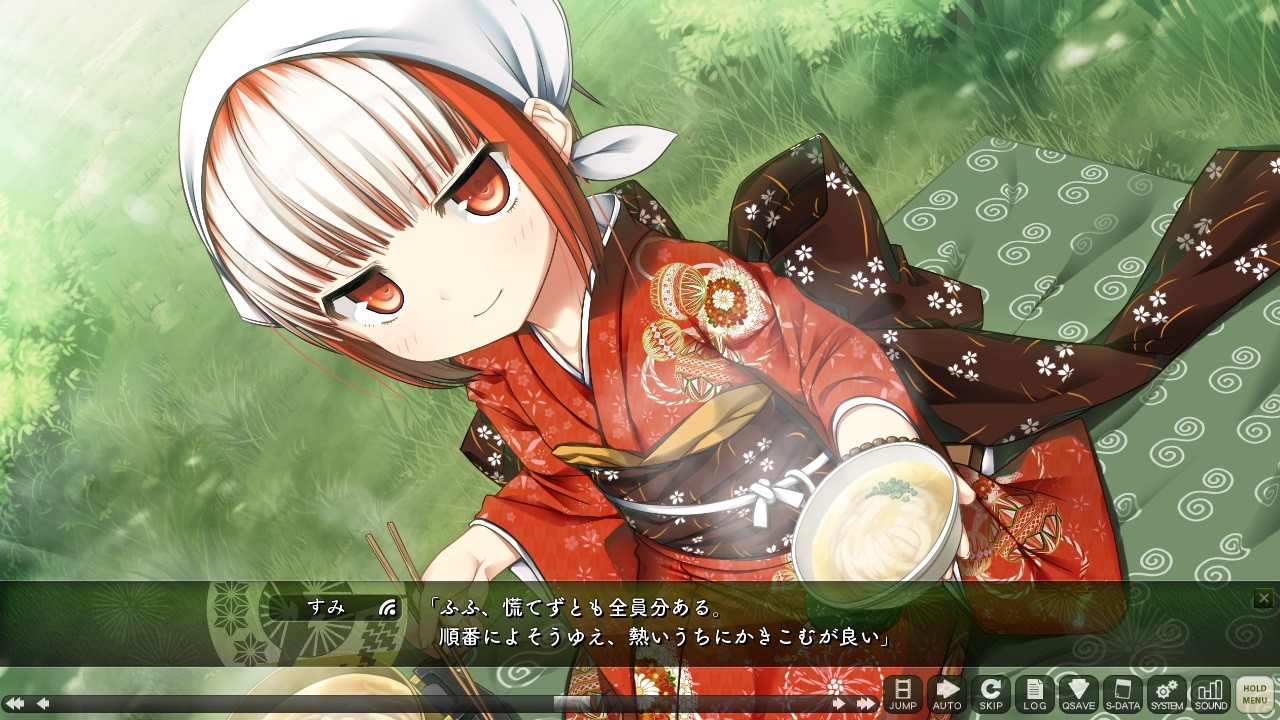 すみ
「ふふ、慌てずとも全員分ある。
順番によそうゆえ、熱いうちにかきこむが良い」
JUMP
AUTO
SKIP
LOG
QSAVE
S-DATA
SYSTEM
SOUND
HOLD
MENU